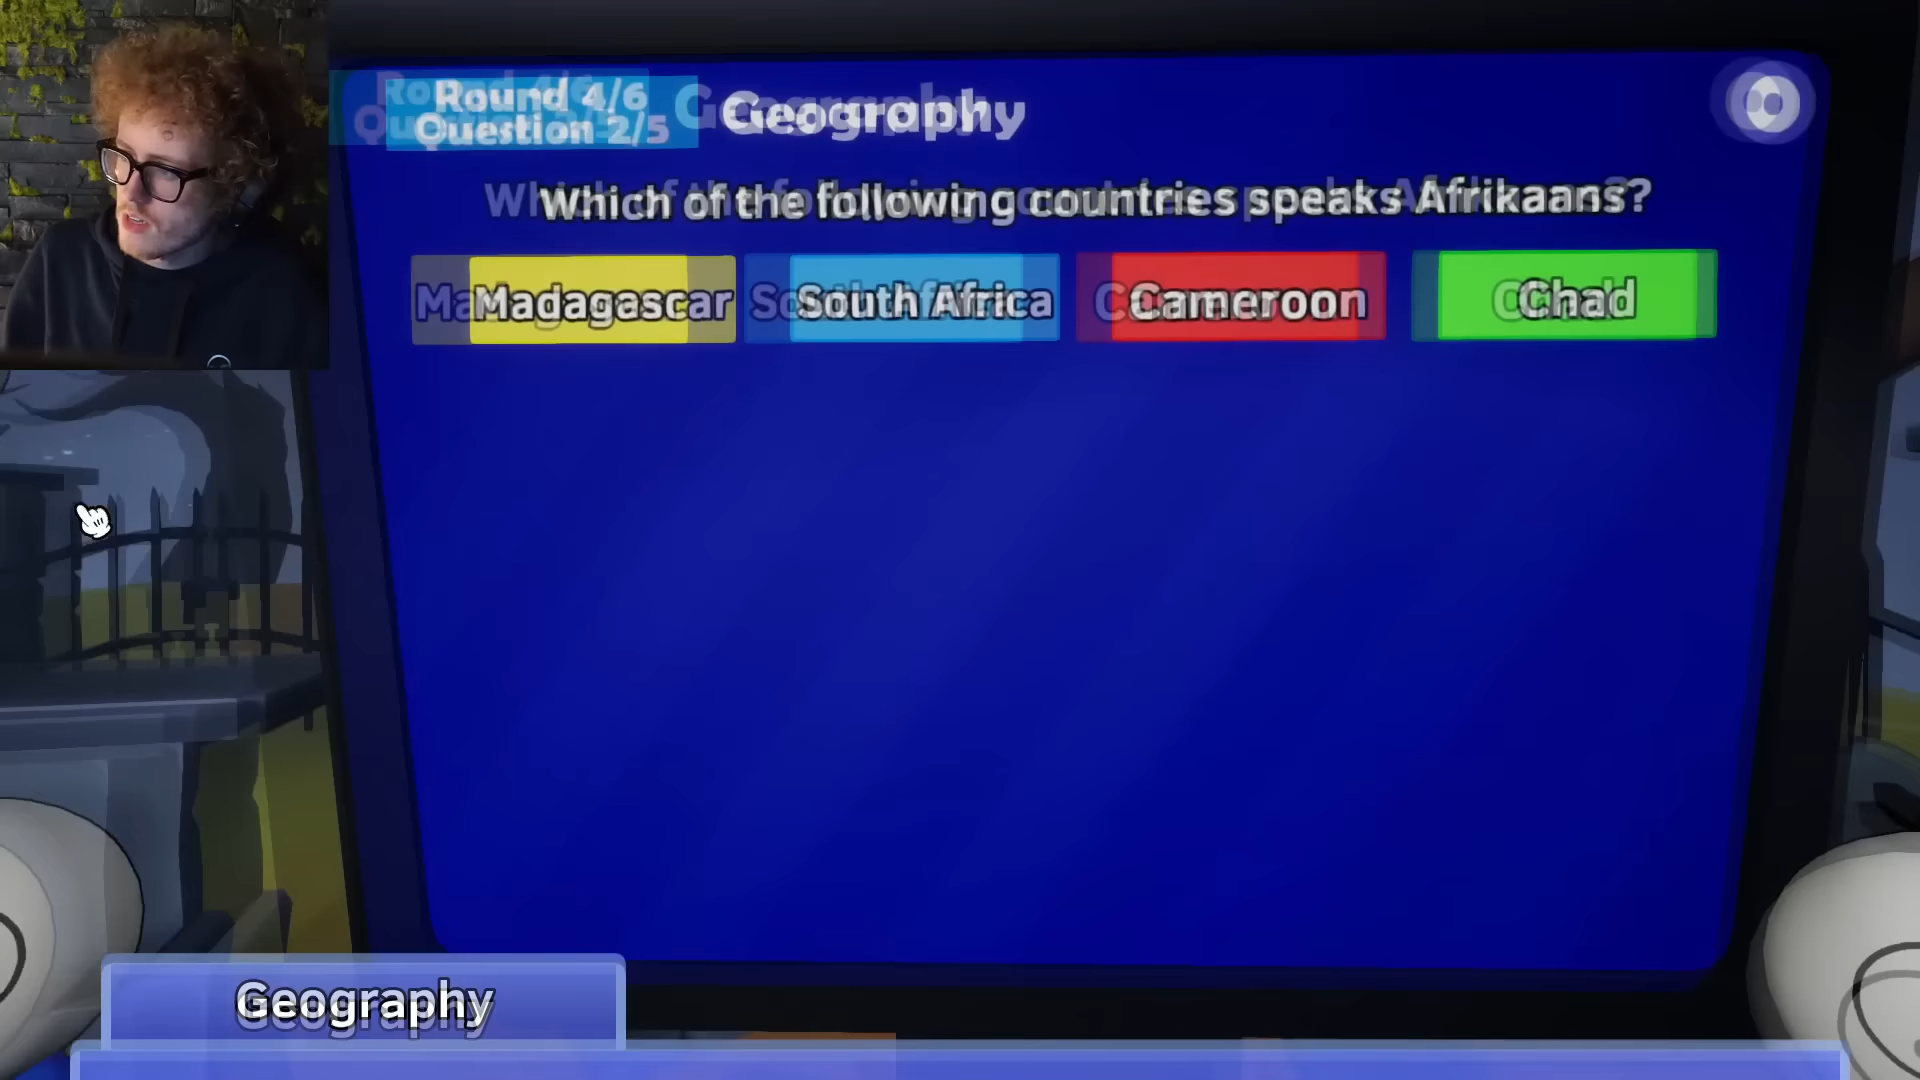 Round 4/6
Question 2/5
Geography
Which of the following countries speaks Afrikaans?
Madagascar
South Africa
Cameroon
Chad
Geography